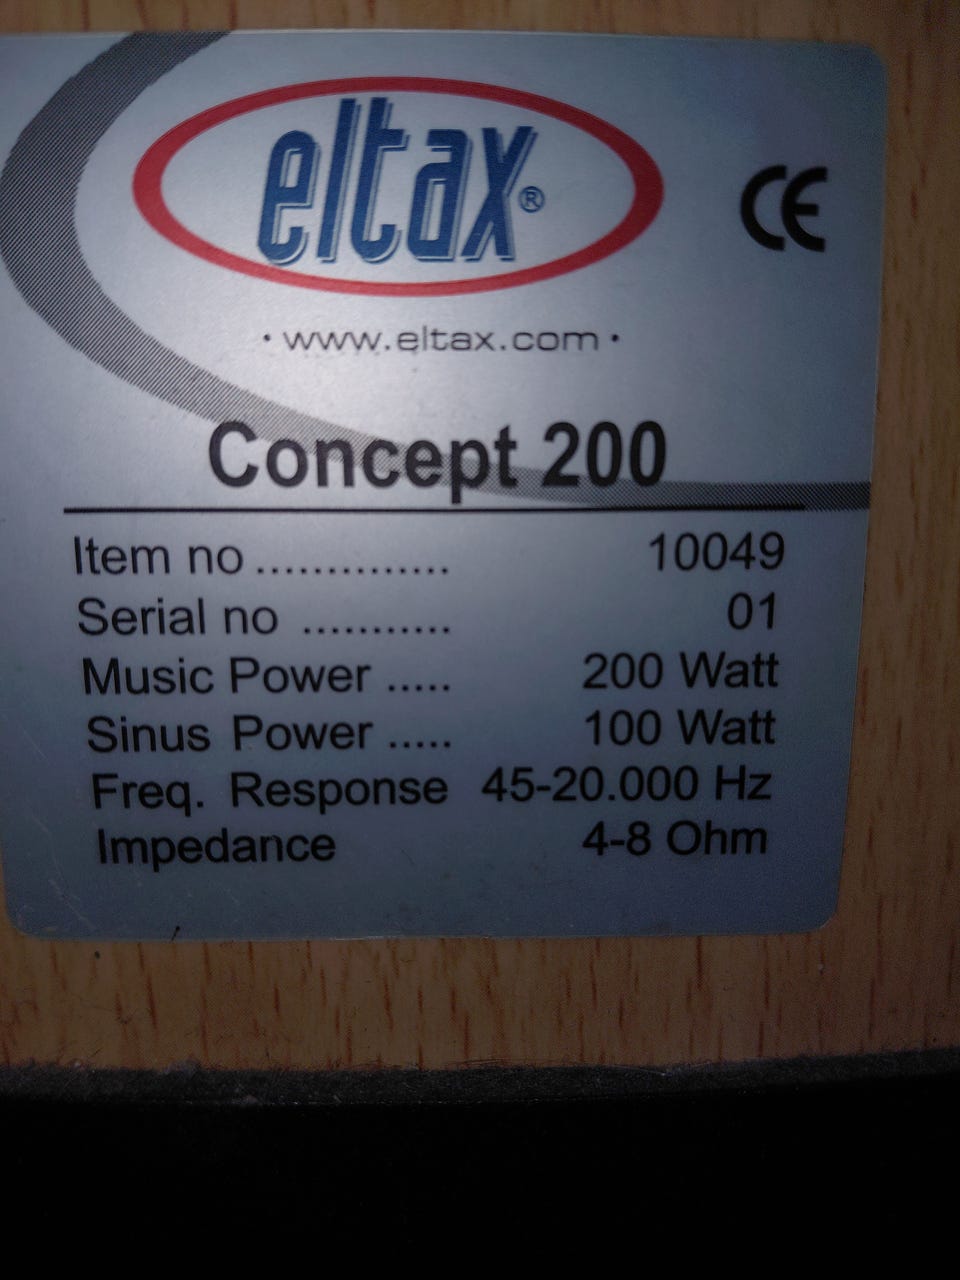 eltax®
• www.eltax.com •
CE
Concept 200
Item no .............. 10049
Serial no ........... 01
Music Power ..... 200 Watt
Sinus Power ..... 100 Watt
Freq. Response 45-20.000 Hz
Impedance 4-8 Ohm